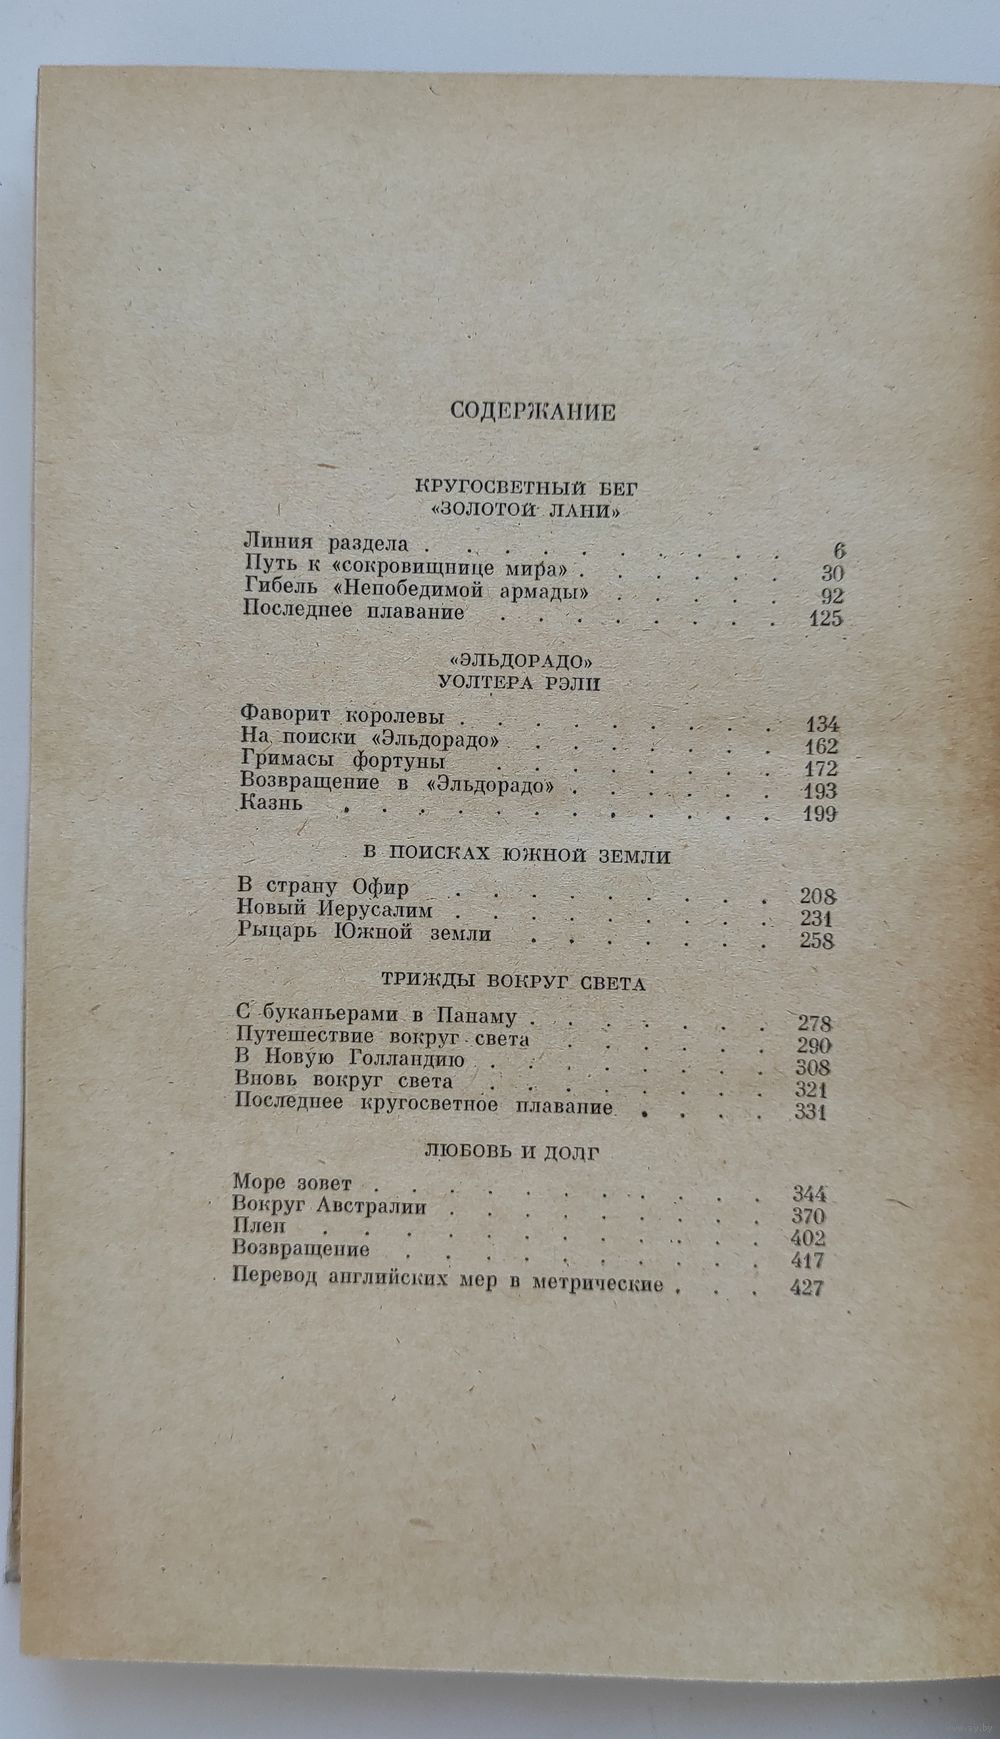 СОДЕРЖАНИЕ
КРУГОСВЕТНЫЙ БЕГ
«ЗОЛОТОЙ ЛАНИ»
Линия раздела . . . . . . . . . . 6
Путь к «сокровищнице мира» . . . . . . 30
Гибель «Непобедимой армады» . . . . . 92
Последнее плавание . . . . . . . . 125
«ЭЛЬДОРАДО»
УОЛТЕРА РЭЛИ
Фаворит королевы . . . . . . . . . 134
На поиски «Эльдорадо» . . . . . . . 162
Гримасы фортуны . . . . . . . . 172
Возвращение в «Эльдорадо» . . . . . . 193
Казнь . . . . . . . . . . . . 199
В ПОИСКАХ ЮЖНОЙ ЗЕМЛИ
В страну Офир . . . . . . . . . 208
Новый Иерусалим . . . . . . . . . 231
Рыцарь Южной земли . . . . . . . 258
ТРИЖДЫ ВОКРУГ СВЕТА
С буканьерами в Панаму . . . . . . . 278
Путешествие вокруг света . . . . . . 290
В Новую Голландию . . . . . . . . 308
Вновь вокруг света . . . . . . . . 321
Последнее кругосветное плавание . . . . 331
ЛЮБОВЬ И ДОЛГ
Море зовет . . . . . . . . . . . 344
Вокруг Австралии . . . . . . . . . 370
Плен . . . . . . . . . . . . 402
Возвращение . . . . . . . . . . 417
Перевод английских мер в метрические . . . 427